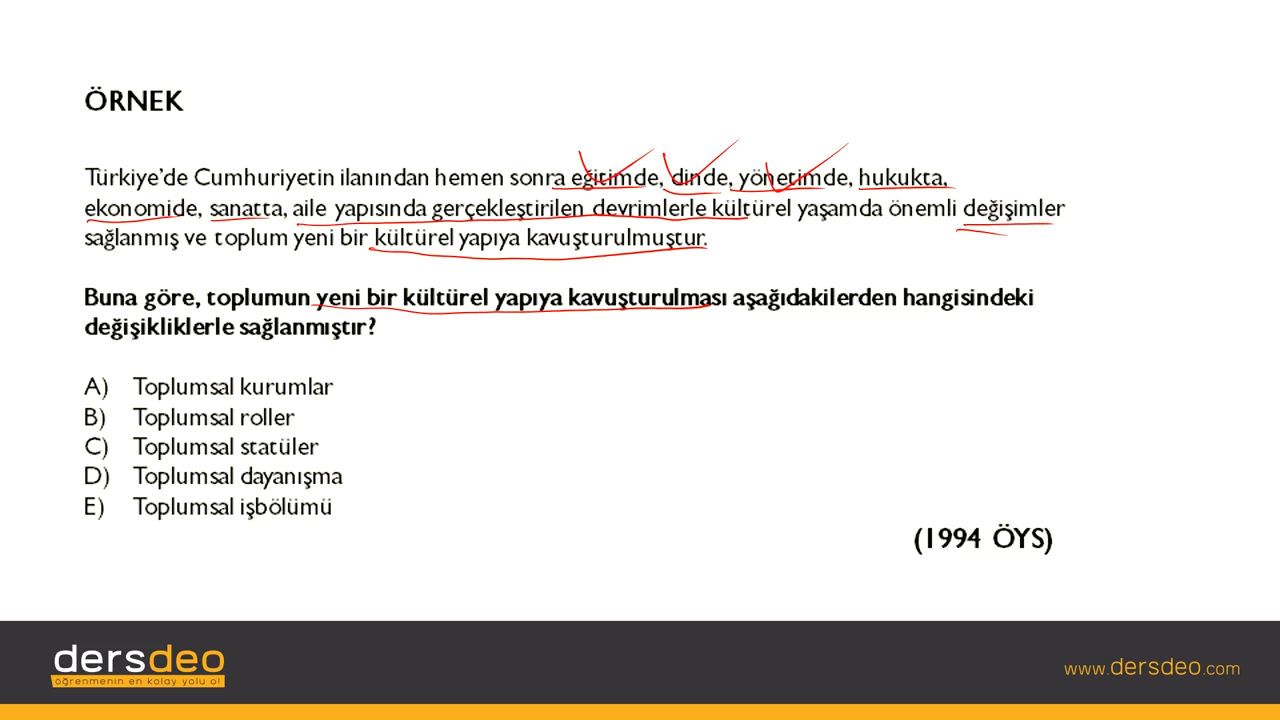 ÖRNEK
Türkiye'de Cumhuriyetin ilanından hemen sonra eğitimde, dinde, yönetimde, hukukta,
ekonomide, sanatta, aile yapısında gerçekleştirilen devrimlerle kültürel yaşamda önemli değişimler
sağlanmış ve toplum yeni bir kültürel yapıya kavuşturulmuştur.
Buna göre, toplumun yeni bir kültürel yapıya kavuşturulması aşağıdakilerden hangisindeki
değişikliklerle sağlanmıştır?
A) Toplumsal kurumlar
B) Toplumsal roller
C) Toplumsal statüler
D) Toplumsal dayanışma
E) Toplumsal işbölümü
(1994 ÖYS)
dersdeo
öğrenmenin en kolay yolu o!
www.dersdeo.com